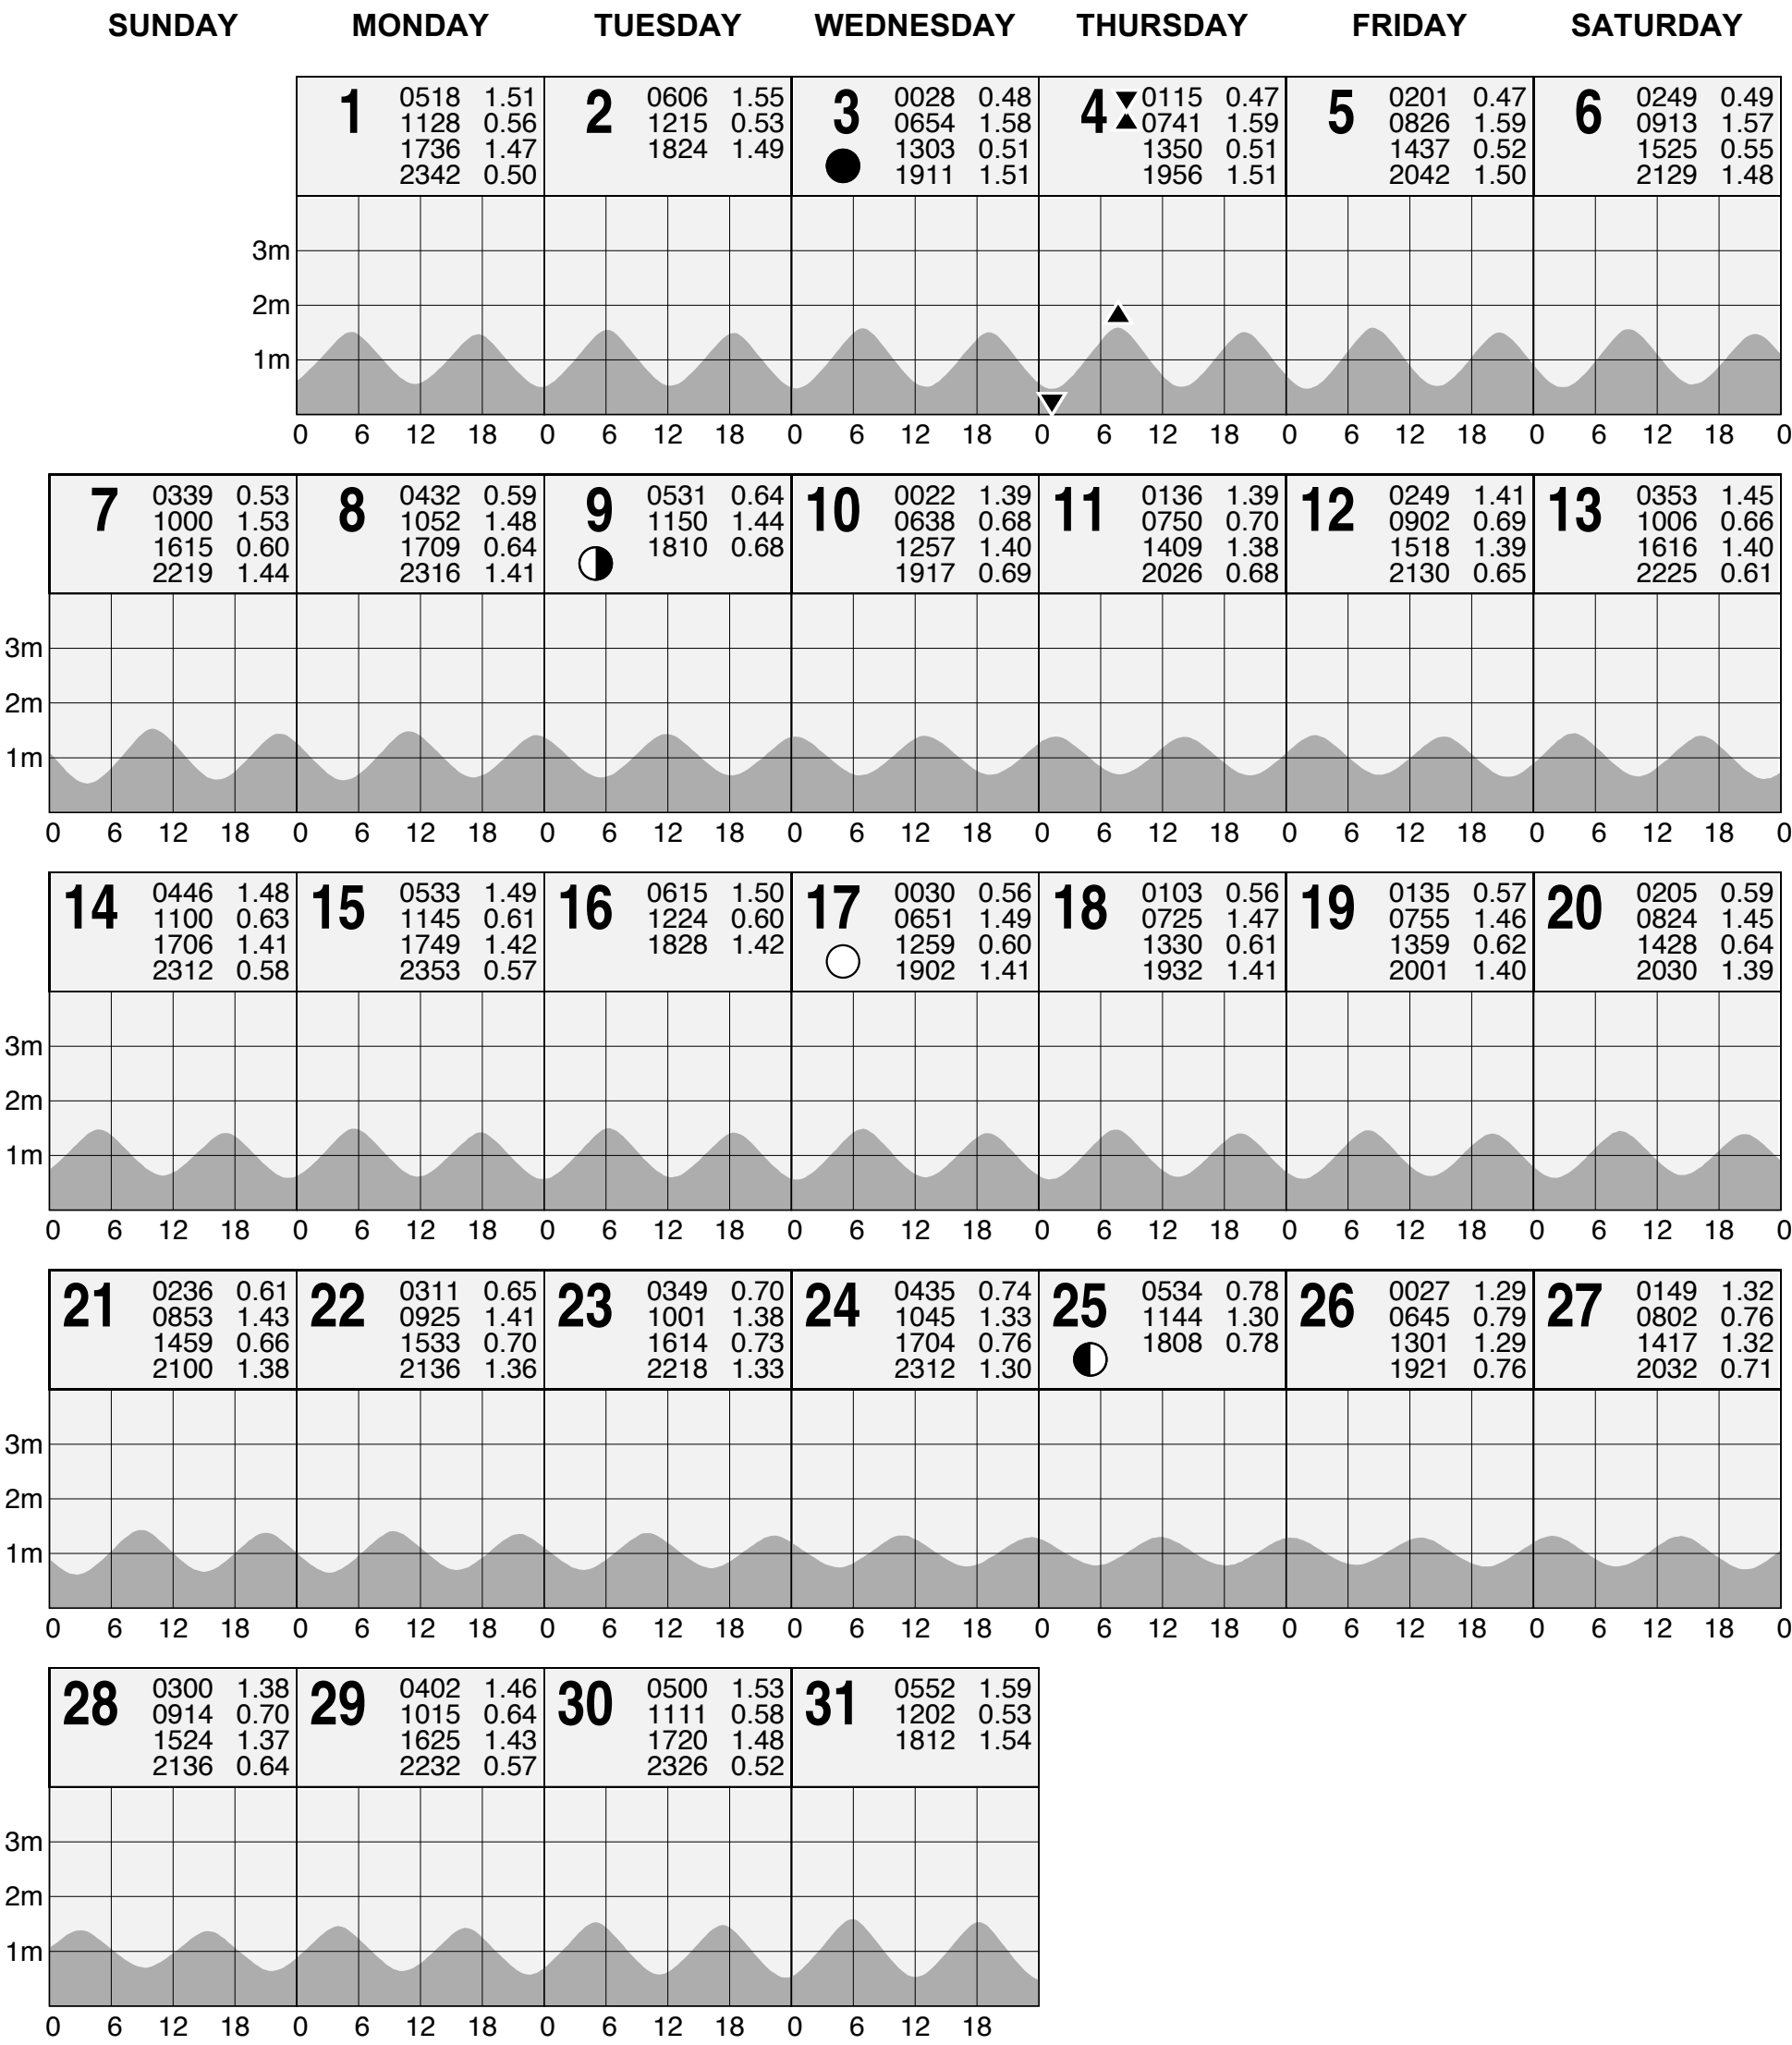 SUNDAY MONDAY TUESDAY WEDNESDAY THURSDAY FRIDAY SATURDAY
1 0518 1.51
1128 0.56
1736 1.47
2342 0.50
2 0606 1.55
1215 0.53
1824 1.49
3 0028 0.48
0654 1.58
1303 0.51
1911 1.51
4 0115 0.47
0741 1.59
1350 0.51
1956 1.51
5 0201 0.47
0826 1.59
1437 0.52
2042 1.50
6 0249 0.49
0913 1.57
1525 0.55
2129 1.48
3m
2m
1m
0 6 12 18 0 6 12 18 0 6 12 18 0 6 12 18 0 6 12 18 0 6 12 18 0
7 0339 0.53
1000 1.53
1615 0.60
2219 1.44
8 0432 0.59
1052 1.48
1709 0.64
2316 1.41
9 0531 0.64
1150 1.44
1810 0.68
10 0022 1.39
0638 0.68
1257 1.40
1917 0.69
11 0136 1.39
0750 0.70
1409 1.38
2026 0.68
12 0249 1.41
0902 0.69
1518 1.39
2130 0.65
13 0353 1.45
1006 0.66
1616 1.40
2225 0.61
3m
2m
1m
0 6 12 18 0 6 12 18 0 6 12 18 0 6 12 18 0 6 12 18 0 6 12 18 0 6 12 18 0
14 0446 1.48
1100 0.63
1706 1.41
2312 0.58
15 0533 1.49
1145 0.61
1749 1.42
2353 0.57
16 0615 1.50
1224 0.60
1828 1.42
17 0030 0.56
0651 1.49
1259 0.60
1902 1.41
18 0103 0.56
0725 1.47
1330 0.61
1932 1.41
19 0135 0.57
0755 1.46
1359 0.62
2001 1.40
20 0205 0.59
0824 1.45
1428 0.64
2030 1.39
3m
2m
1m
0 6 12 18 0 6 12 18 0 6 12 18 0 6 12 18 0 6 12 18 0 6 12 18 0 6 12 18 0
21 0236 0.61
0853 1.43
1459 0.66
2100 1.38
22 0311 0.65
0925 1.41
1533 0.70
2136 1.36
23 0349 0.70
1001 1.38
1614 0.73
2218 1.33
24 0435 0.74
1045 1.33
1704 0.76
2312 1.30
25 0534 0.78
1144 1.30
1808 0.78
26 0027 1.29
0645 0.79
1301 1.29
1921 0.76
27 0149 1.32
0802 0.76
1417 1.32
2032 0.71
3m
2m
1m
0 6 12 18 0 6 12 18 0 6 12 18 0 6 12 18 0 6 12 18 0 6 12 18 0 6 12 18 0
28 0300 1.38
0914 0.70
1524 1.37
2136 0.64
29 0402 1.46
1015 0.64
1625 1.43
2232 0.57
30 0500 1.53
1111 0.58
1720 1.48
2326 0.52
31 0552 1.59
1202 0.53
1812 1.54
3m
2m
1m
0 6 12 18 0 6 12 18 0 6 12 18 0 6 12 18